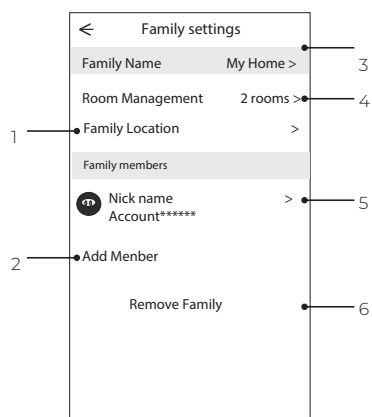 ← Family settings
Family Name My Home >
3
Room Management 2 rooms >
4
1
Family Location >
Family members
Nick name >
Account******
5
2
Add Menber
Remove Family
6